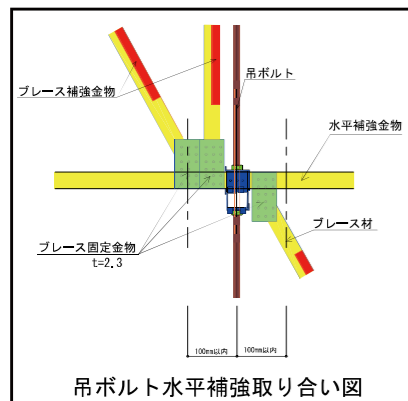 吊ボルト
ブレース補強金物
水平補強金物
ブレース固定金物
t=2.3
ブレース材
100mm以内
100mm以内
吊ボルト水平補強取り合い図